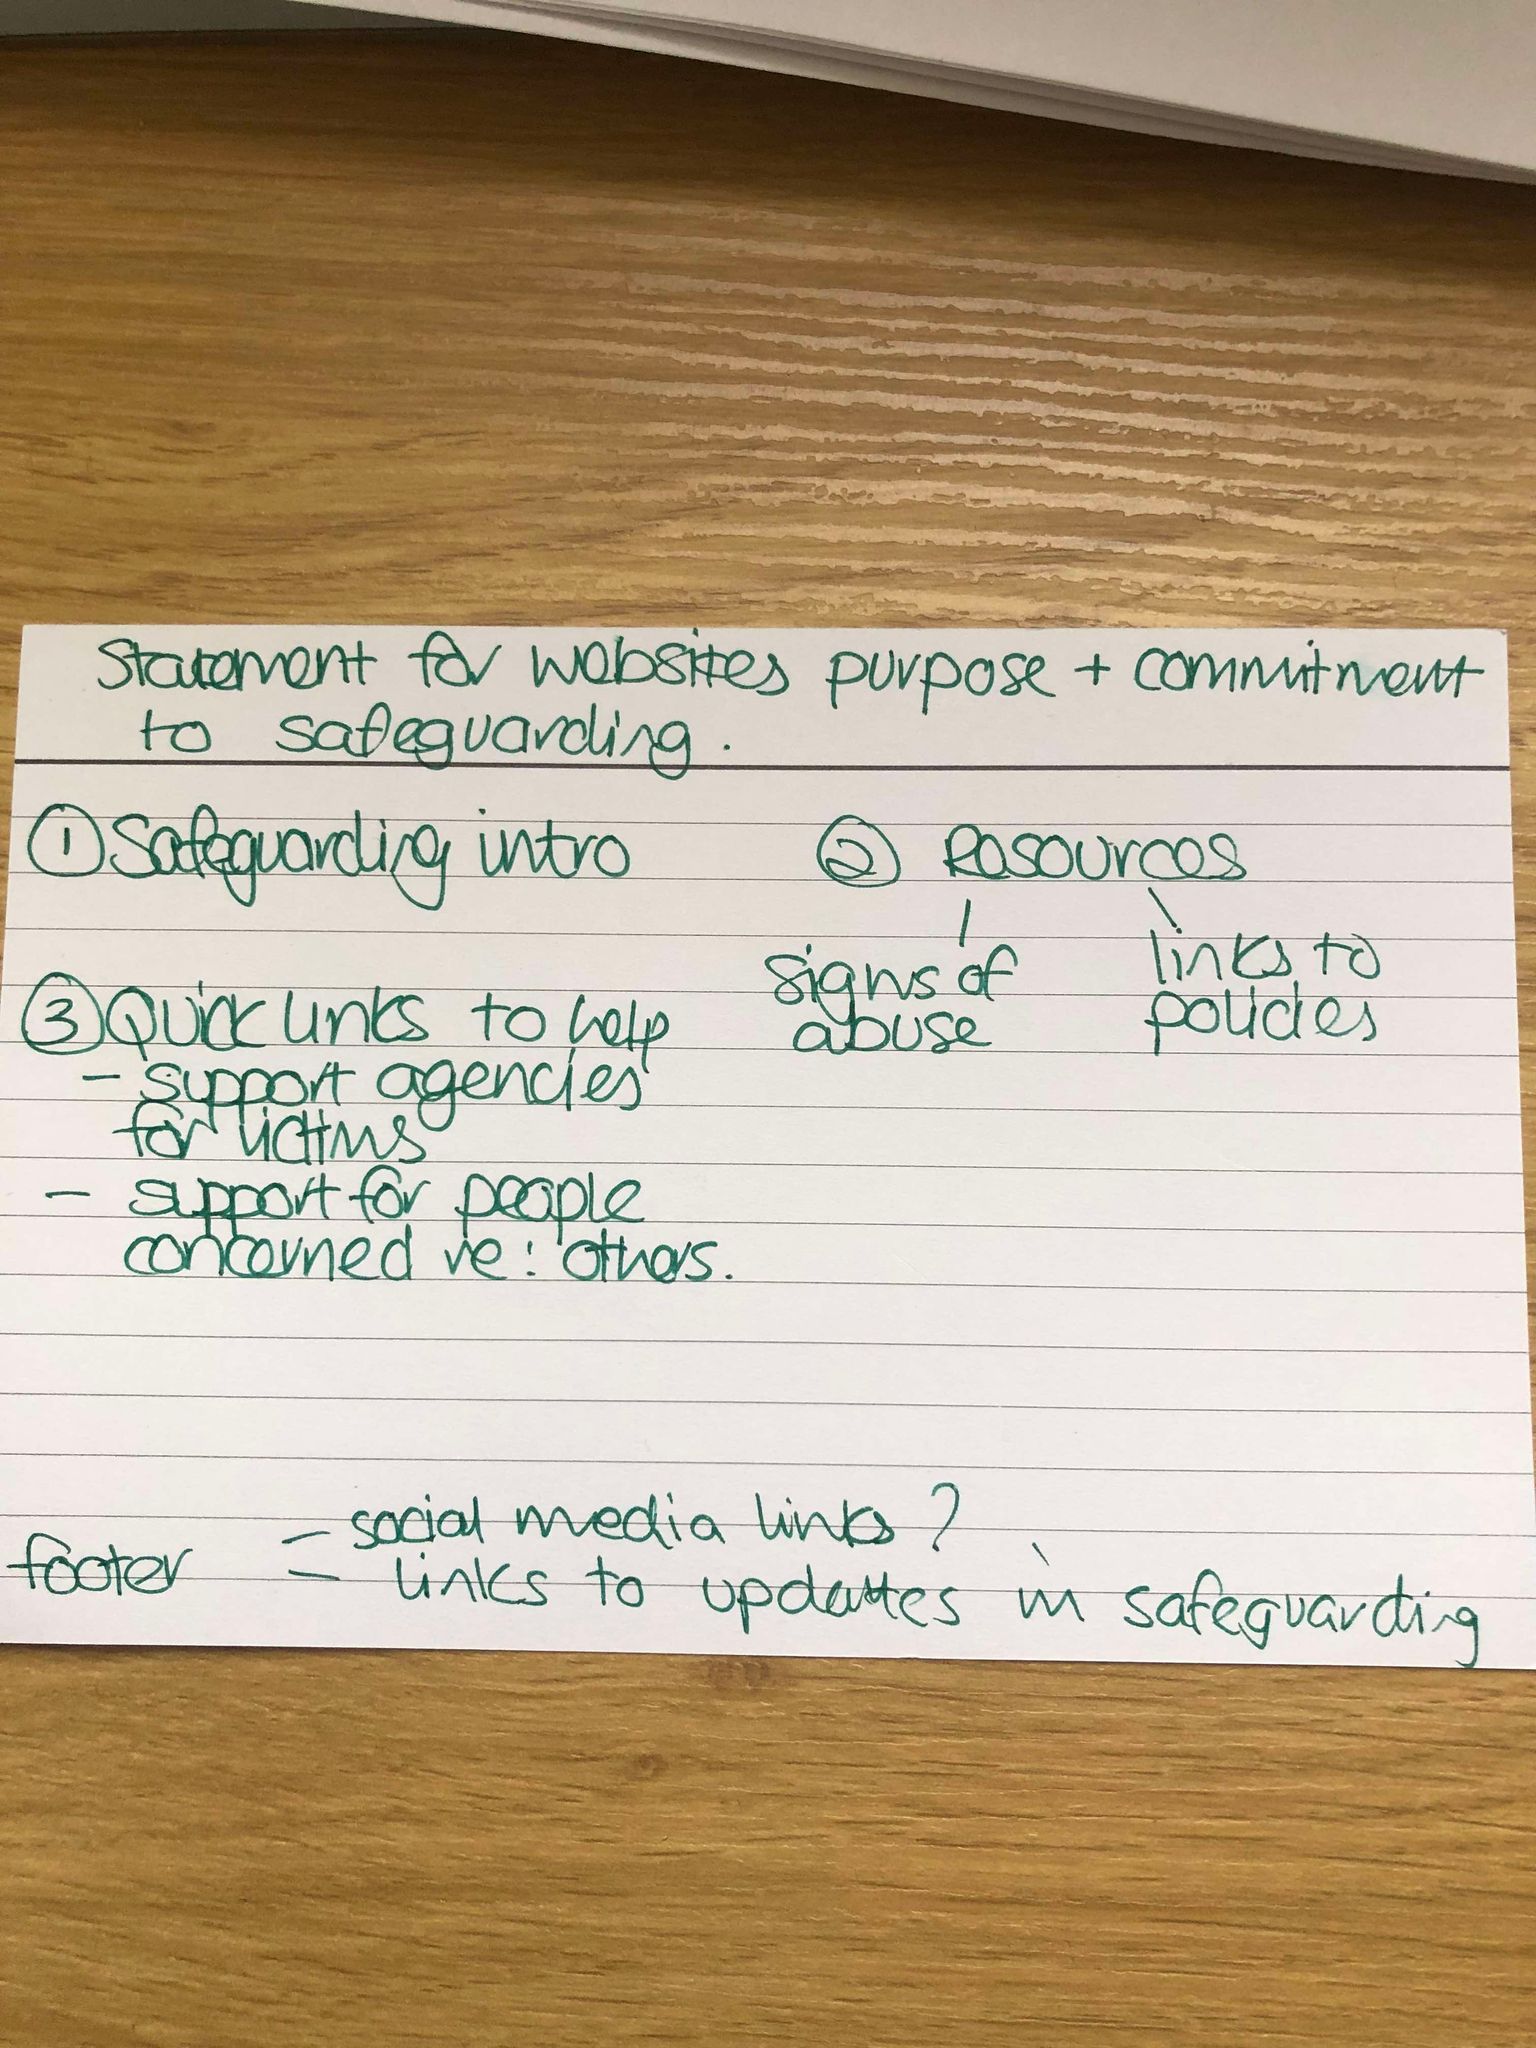 Statement for websites purpose + commitment
to safeguarding.
① Safeguarding intro
② Resources
signs of
abuse
links to
policies
③ Quick links to help
- support agencies
for victims
- support for people
concerned re: others.
footer
- social media links?
- links to updates in safeguarding